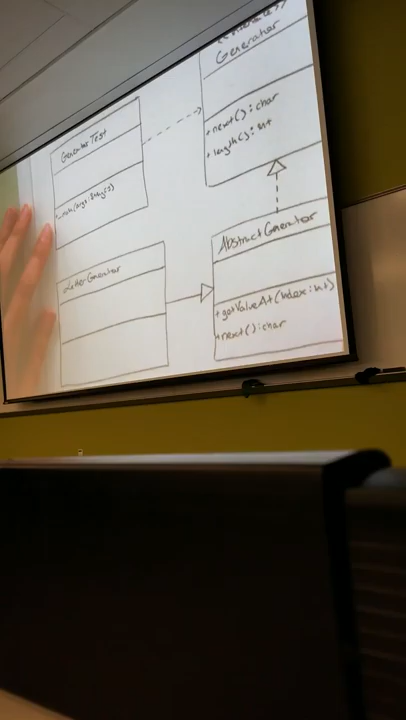 Generator
+ next(): char
+ length(): int
GeneratorTest
AbstractGenerator
+ getValueAt(index: int)
+ next(): char
LetterGenerator